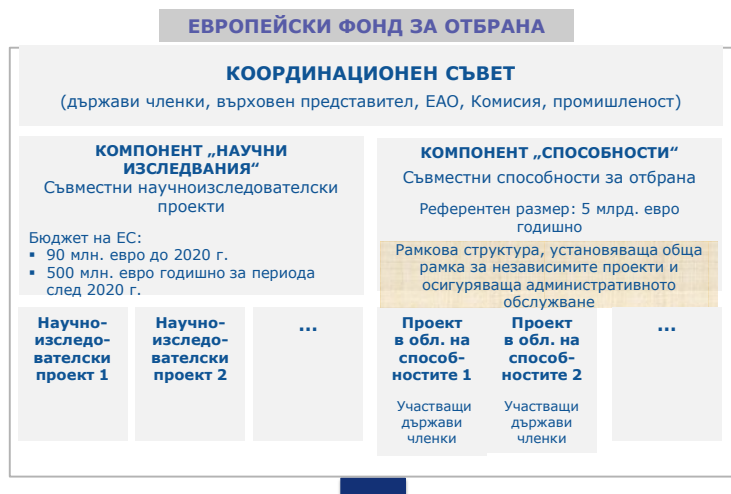 ЕВРОПЕЙСКИ ФОНД ЗА ОТБРАНА
КООРДИНАЦИОНЕН СЪВЕТ
(държави членки, върховен представител, ЕАО, Комисия, промишленост)
КОМПОНЕНТ „НАУЧНИ
ИЗСЛЕДВАНИЯ“
Съвместни научноизследователски
проекти
Бюджет на ЕС:
▪ 90 млн. евро до 2020 г.
▪ 500 млн. евро годишно за периода
след 2020 г.
КОМПОНЕНТ „СПОСОБНОСТИ“
Съвместни способности за отбрана
Референтен размер: 5 млрд. евро
годишно
Рамкова структура, установяваща обща
рамка за независимите проекти и
осигуряваща административното
обслужване
Научно-
изследо-
вателски
проект 1
Научно-
изследо-
вателски
проект 2
...
Проект
в обл. на
способ-
ностите 1
Участващи
държави
членки
Проект
в обл. на
способ-
ностите 2
Участващи
държави
членки
...